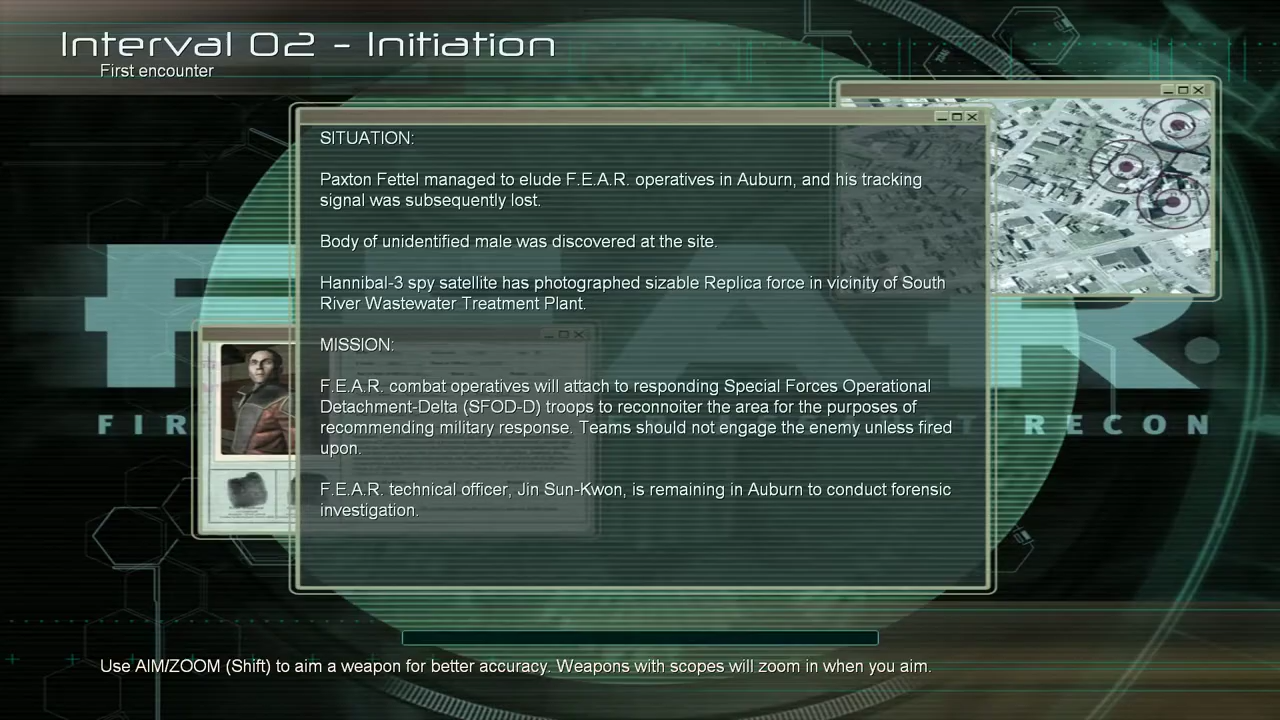 Interval 02 - Initiation
First encounter
SITUATION:
Paxton Fettel managed to elude F.E.A.R. operatives in Auburn, and his tracking
signal was subsequently lost.
Body of unidentified male was discovered at the site.
Hannibal-3 spy satellite has photographed sizable Replica force in vicinity of South
River Wastewater Treatment Plant.
MISSION:
F.E.A.R. combat operatives will attach to responding Special Forces Operational
Detachment-Delta (SFOD-D) troops to reconnoiter the area for the purposes of
recommending military response. Teams should not engage the enemy unless fired
upon.
F.E.A.R. technical officer, Jin Sun-Kwon, is remaining in Auburn to conduct forensic
investigation.
F.E.A.R.
FIR T RECON
Use AIM/ZOOM (Shift) to aim a weapon for better accuracy. Weapons with scopes will zoom in when you aim.